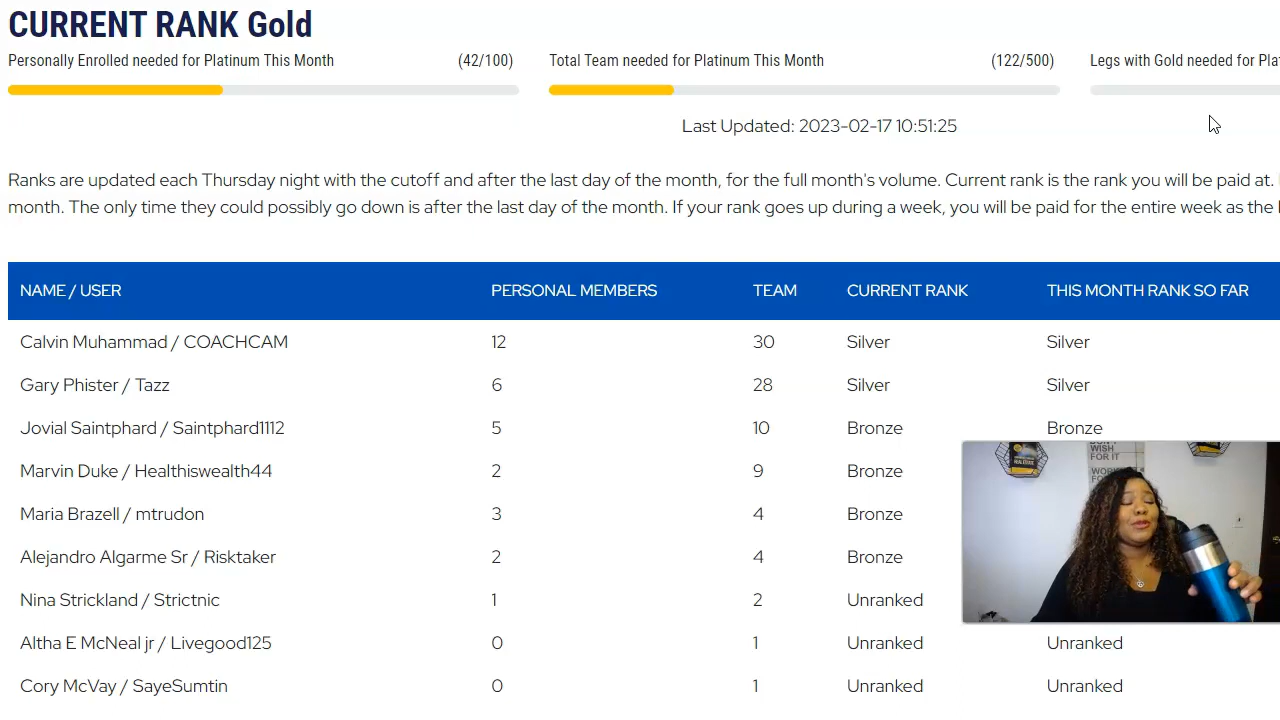 CURRENT RANK Gold
Personally Enrolled needed for Platinum This Month (42/100)
Total Team needed for Platinum This Month (122/500)
Legs with Gold needed for
Last Updated: 2023-02-17 10:51:25
Ranks are updated each Thursday night with the cutoff and after the last day of the month, for the full month's volume. Current rank is the rank you will be paid at.
month. The only time they could possibly go down is after the last day of the month. If your rank goes up during a week, you will be paid for the entire week as the
NAME / USER PERSONAL MEMBERS TEAM CURRENT RANK THIS MONTH RANK SO FAR
Calvin Muhammad / COACHCAM 12 30 Silver Silver
Gary Phister / Tazz 6 28 Silver Silver
Jovial Saintphard / Saintphard1112 5 10 Bronze Bronze
Marvin Duke / Healthiswealth44 2 9 Bronze
Maria Brazell / mtrudon 3 4 Bronze
Alejandro Algarme Sr / Risktaker 2 4 Bronze
Nina Strickland / Strictnic 1 2 Unranked
Altha E McNeal jr / Livegood125 0 1 Unranked Unranked
Cory McVay / SayeSumtin 0 1 Unranked Unranked
WISH
FOR IT